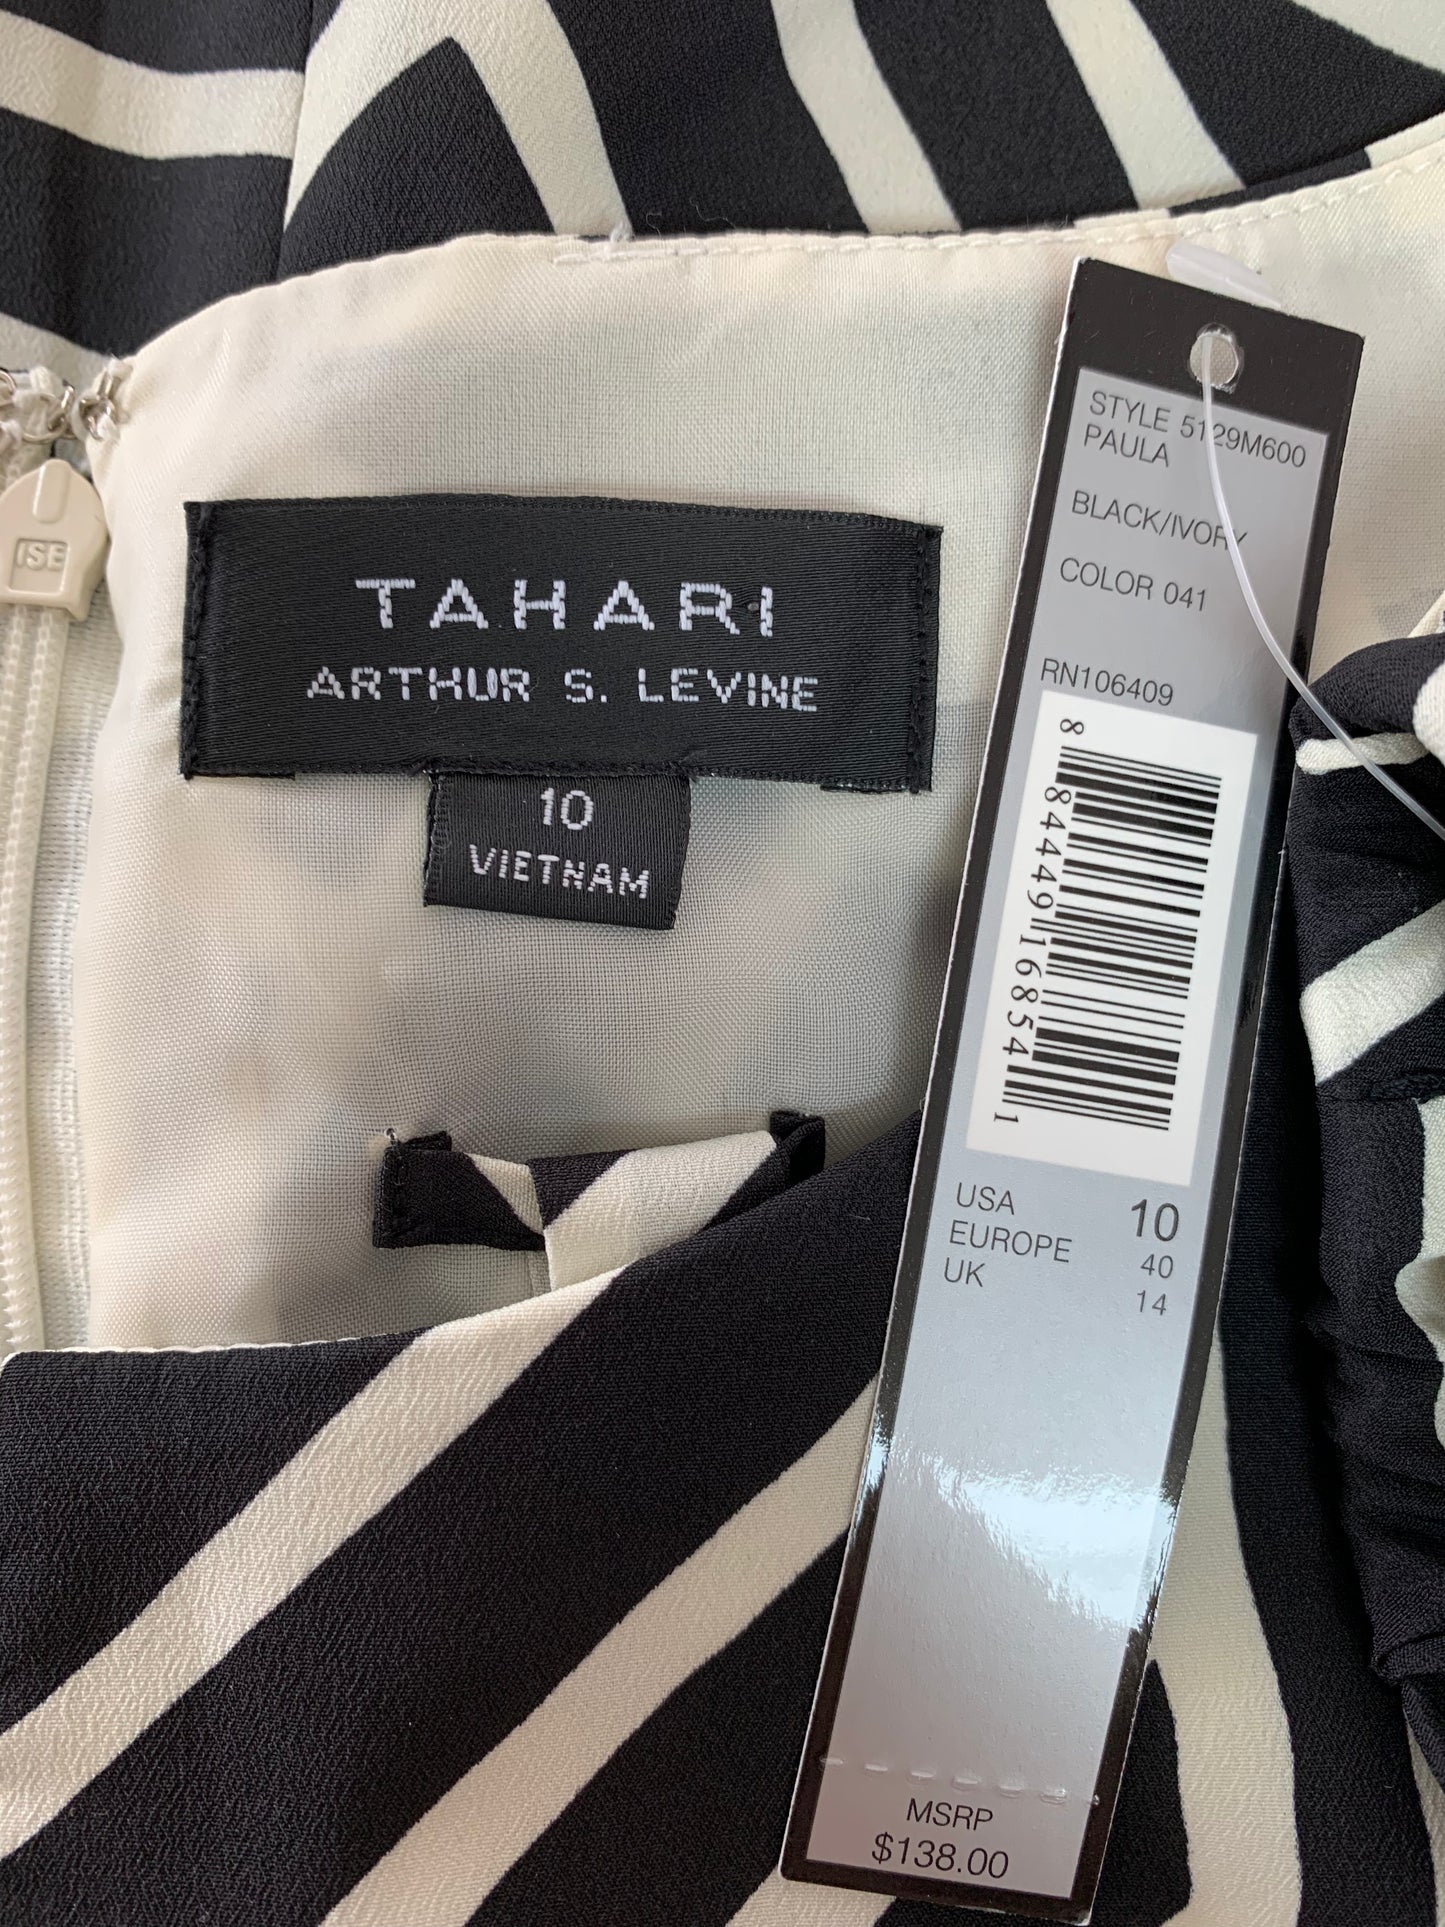 TAHARI
ARTHUR S. LEVINE
10
VIETNAM
STYLE 5129M600
PAULA
BLACK/IVORY
COLOR 041
RN106409
8 84449 16854 1
USA 10
EUROPE 40
UK 14
MSRP
$138.00
ISE